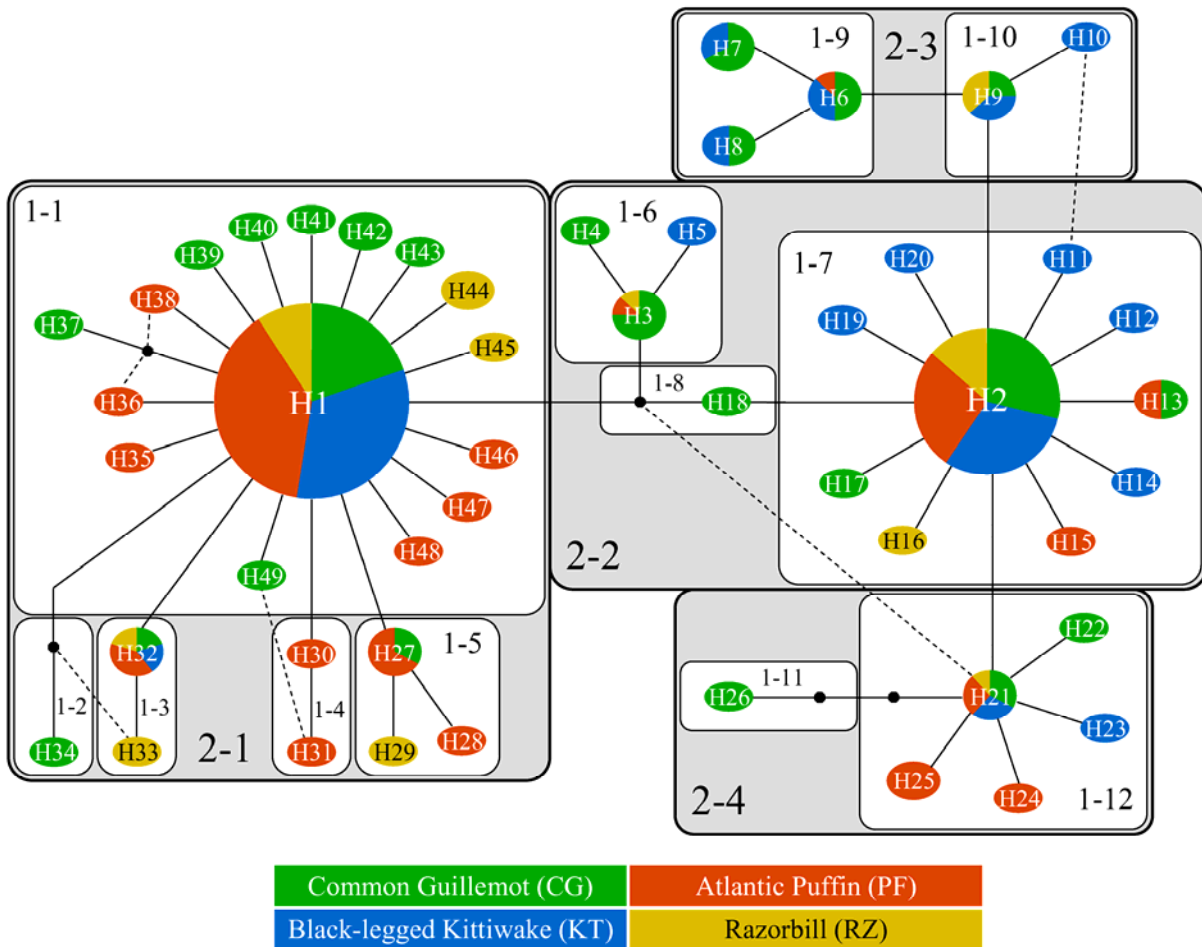 H7
1-9
2-3
1-10
H10
H6
H9
H8
1-1
H41
H40
H42
H39
H43
H38
H44
H37
H45
H36
H1
H35
H46
H47
H48
H49
1-6
H4
H5
H3
1-8
H18
1-7
H20
H11
H19
H12
H2
H13
H17
H14
H16
H15
2-2
H32
H30
H27
1-5
1-2
1-3
1-4
H34
H33
2-1
H31
H29
H28
H22
1-11
H26
H21
H23
H25
H24
2-4
1-12
Common Guillemot (CG)
Atlantic Puffin (PF)
Black-legged Kittiwake (KT)
Razorbill (RZ)